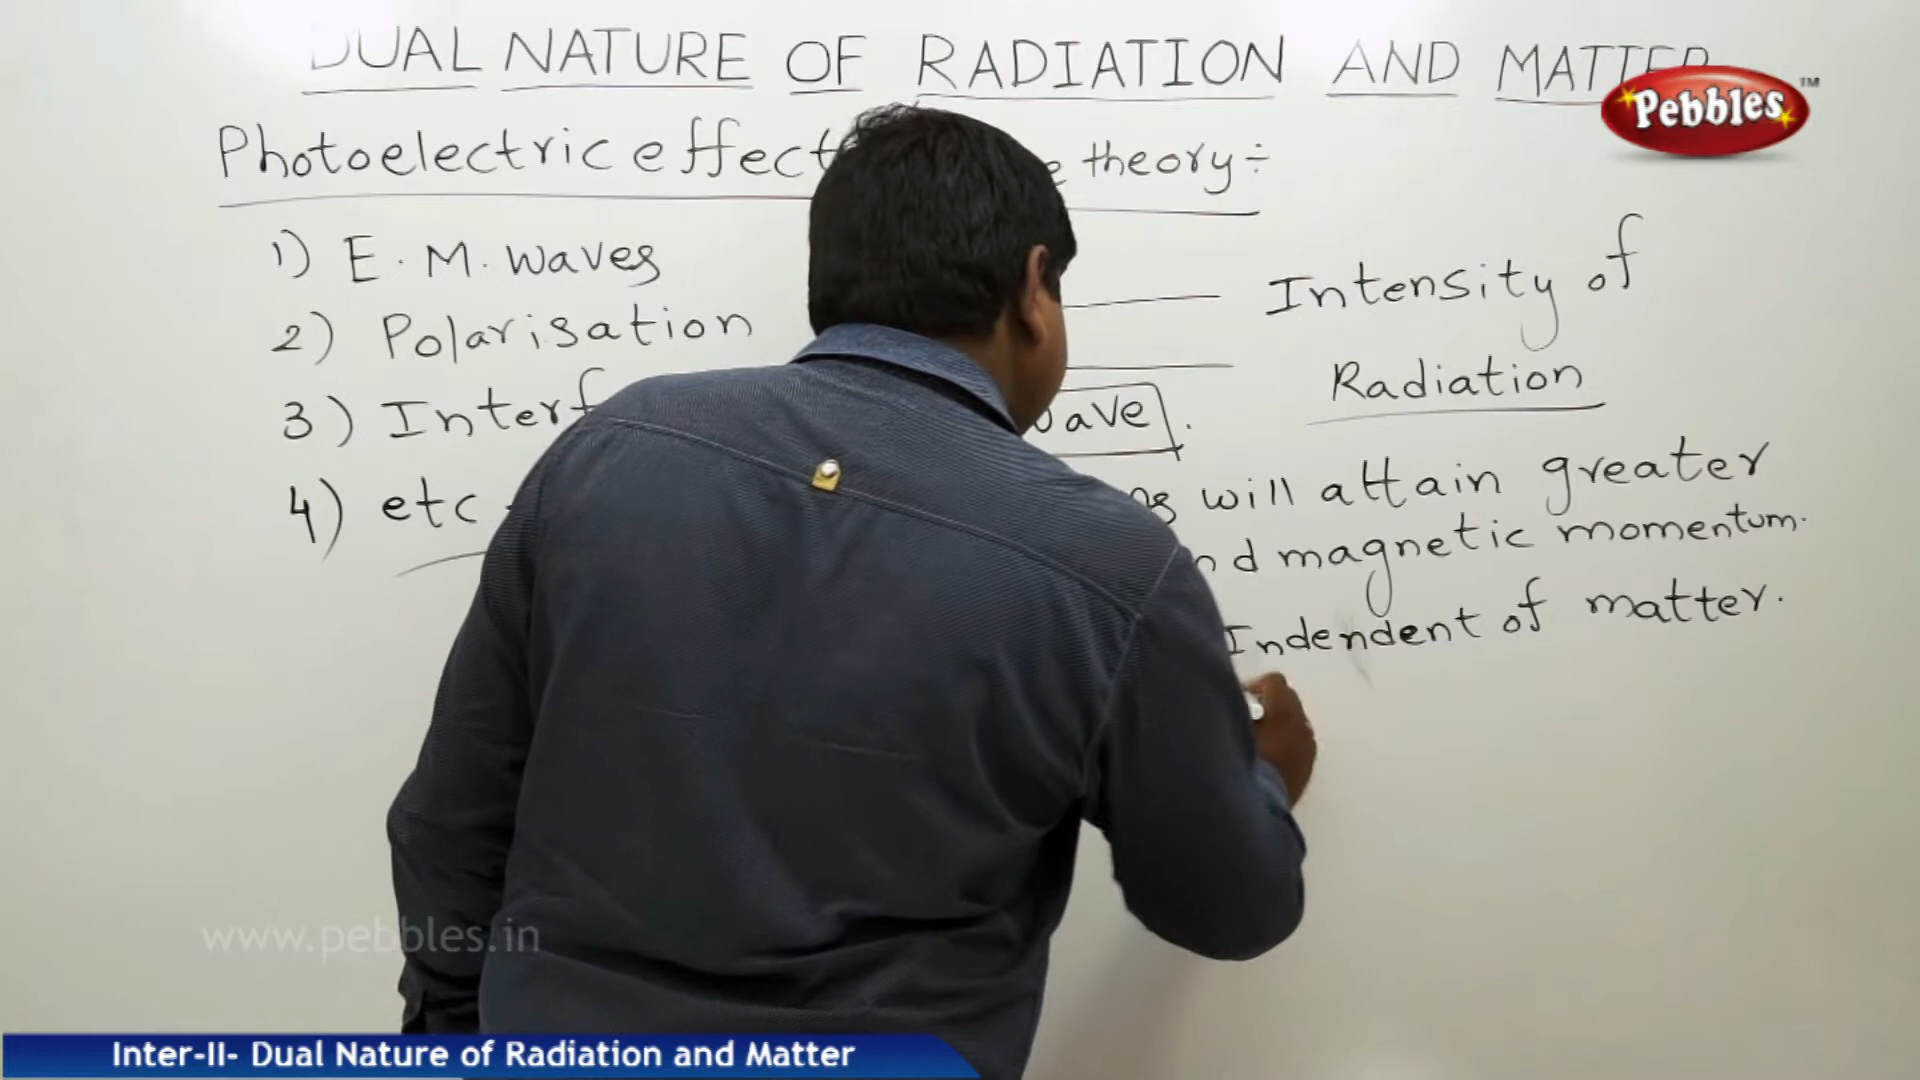 DUAL NATURE OF RADIATION AND MATTER
Pebbles™
Photoelectric effect theory÷
1) E.M. waves
2) Polarisation
3) Interf
4) etc
Intensity of
Radiation
wave.
will attain greater
magnetic momentum.
Indendent of matter.
www.pebbles.in
Inter-II- Dual Nature of Radiation and Matter